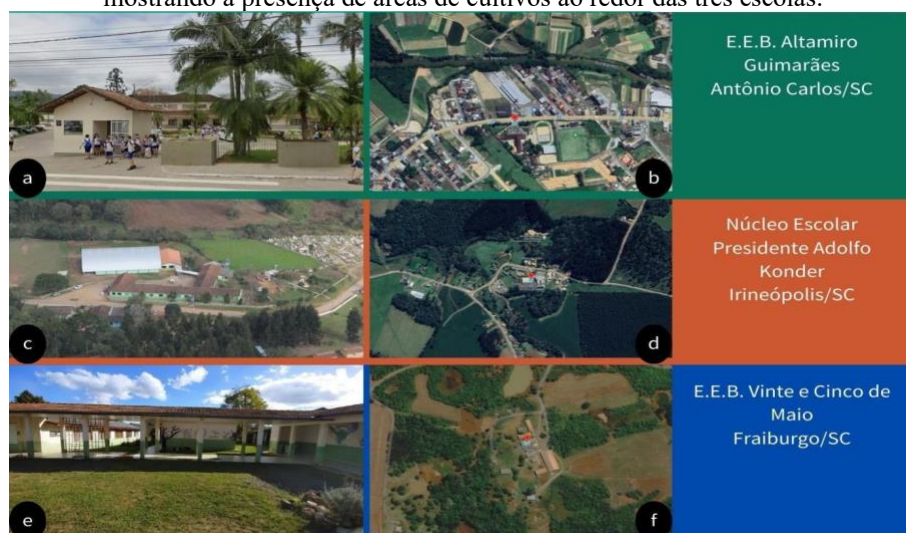 mostrando a presença de áreas de cultivos ao redor das três escolas.
E.E.B. Altamiro
Guimarães
Antônio Carlos/SC
a
b
Núcleo Escolar
Presidente Adolfo
Konder
Irineópolis/SC
c
d
E.E.B. Vinte e Cinco de
Maio
Fraiburgo/SC
e
f